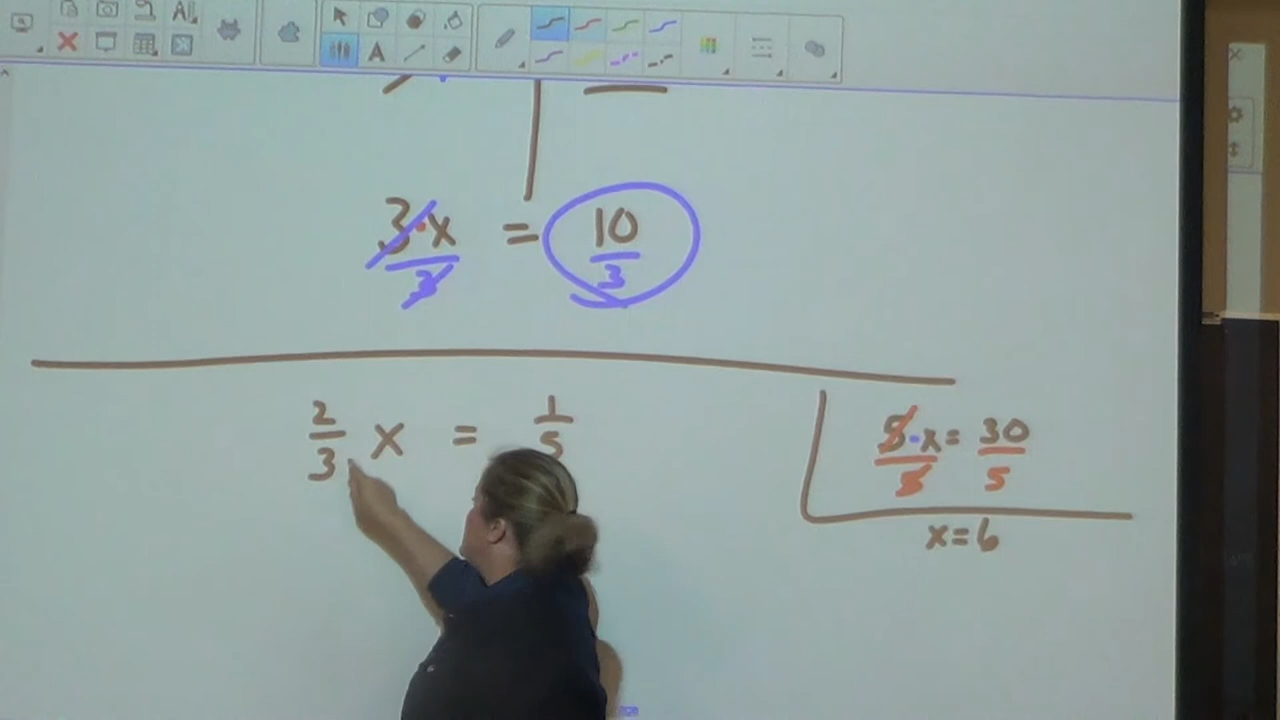 3·x/3 = 10/3
2/3 x = 1/5
5·x/5 = 30/5
x=6